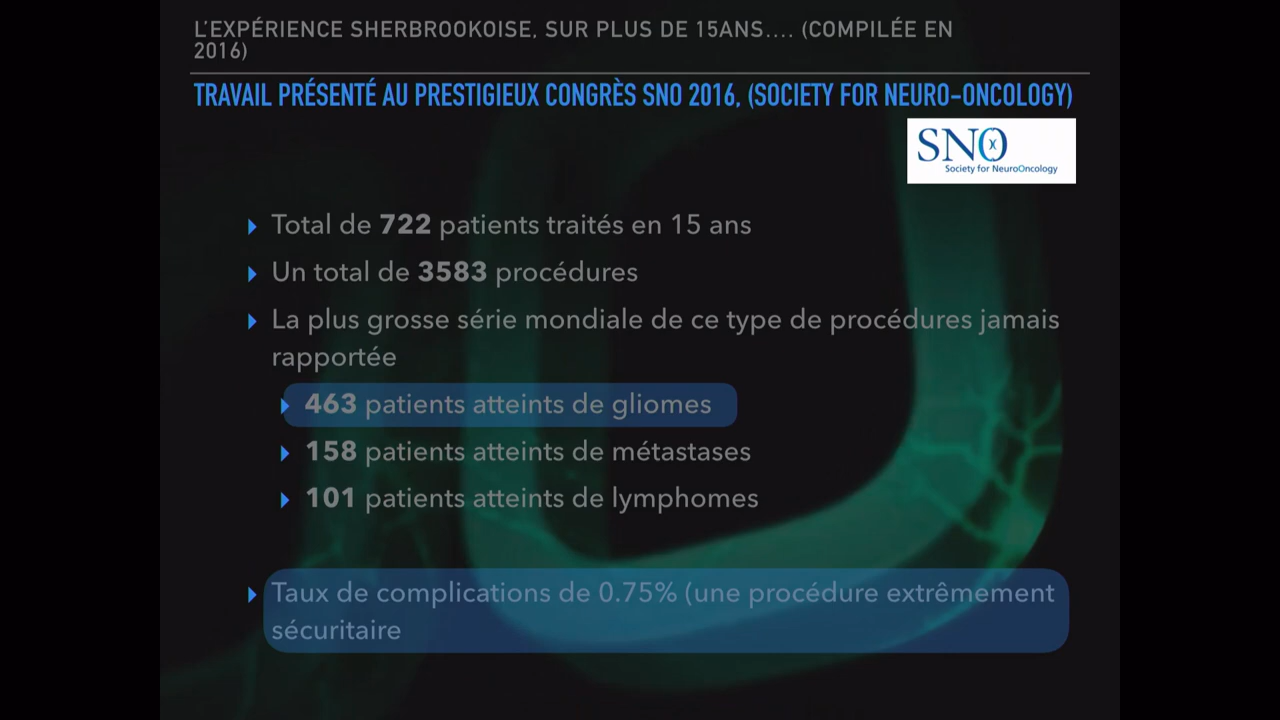 L'EXPÉRIENCE SHERBROOKOISE, SUR PLUS DE 15ANS.... (COMPILÉE EN
2016)
TRAVAIL PRÉSENTÉ AU PRESTIGIEUX CONGRÈS SNO 2016, (SOCIETY FOR NEURO-ONCOLOGY)
SNO
Society for NeuroOncology
Total de 722 patients traités en 15 ans
Un total de 3583 procédures
La plus grosse série mondiale de ce type de procédures jamais
rapportée
463 patients atteints de gliomes
158 patients atteints de métastases
101 patients atteints de lymphomes
Taux de complications de 0.75% (une procédure extrêmement
sécuritaire